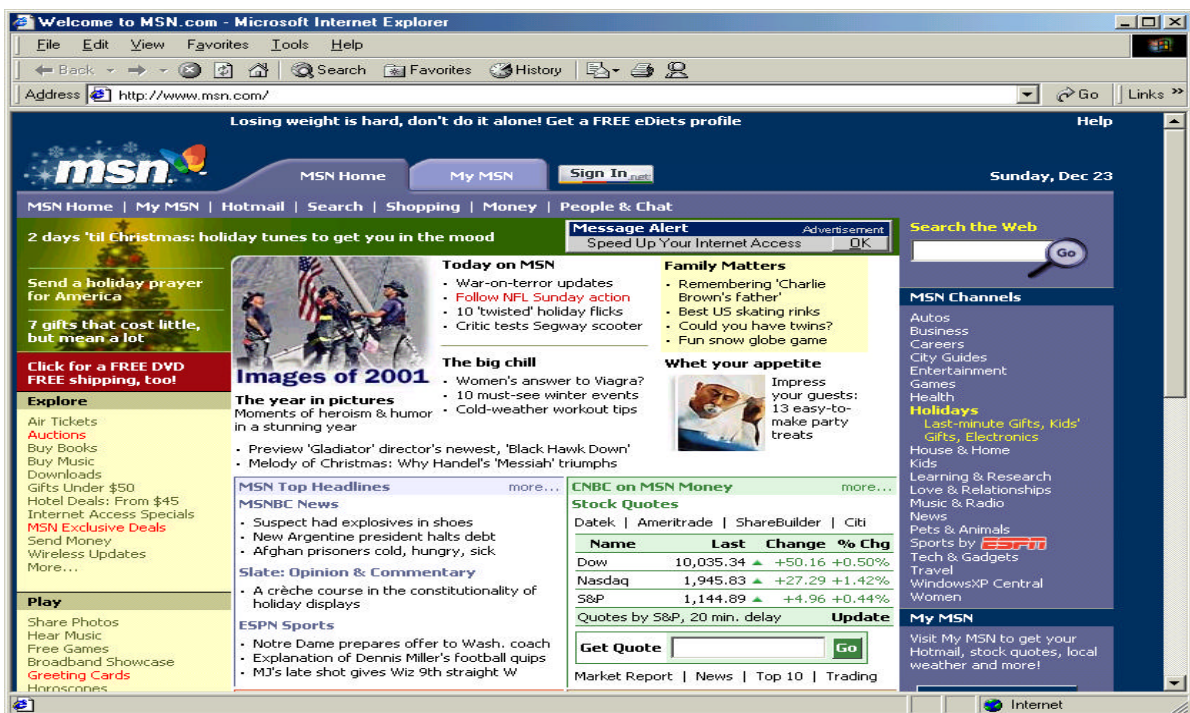 Welcome to MSN.com - Microsoft Internet Explorer
File Edit View Favorites Tools Help
Back Search Favorites History
Address http://www.msn.com/ Go Links »
Losing weight is hard, don't do it alone! Get a FREE eDiets profile Help
msn MSN Home My MSN Sign In .net Sunday, Dec 23
MSN Home | My MSN | Hotmail | Search | Shopping | Money | People & Chat
2 days 'til Christmas: holiday tunes to get you in the mood
Message Alert Advertisement
Speed Up Your Internet Access OK
Send a holiday prayer
for America
7 gifts that cost little,
but mean a lot
Click for a FREE DVD
FREE shipping, too!
Explore
Air Tickets
Auctions
Buy Books
Buy Music
Downloads
Gifts Under $50
Hotel Deals: From $45
Internet Access Specials
MSN Exclusive Deals
Send Money
Wireless Updates
More...
Play
Share Photos
Hear Music
Free Games
Broadband Showcase
Greeting Cards
Horoscopes
Images of 2001
The year in pictures
Moments of heroism & humor
in a stunning year
Today on MSN
· War-on-terror updates
· Follow NFL Sunday action
· 10 'twisted' holiday flicks
· Critic tests Segway scooter
The big chill
· Women's answer to Viagra?
· 10 must-see winter events
· Cold-weather workout tips
· Preview 'Gladiator' director's newest, 'Black Hawk Down'
· Melody of Christmas: Why Handel's 'Messiah' triumphs
Family Matters
· Remembering 'Charlie
Brown's father'
· Best US skating rinks
· Could you have twins?
· Fun snow globe game
Whet your appetite
Impress
your guests:
13 easy-to-
make party
treats
MSN Top Headlines more...
MSNBC News
· Suspect had explosives in shoes
· New Argentine president halts debt
· Afghan prisoners cold, hungry, sick
Slate: Opinion & Commentary
· A crèche course in the constitutionality of
holiday displays
ESPN Sports
· Notre Dame prepares offer to Wash. coach
· Explanation of Dennis Miller's football quips
· MJ's late shot gives Wiz 9th straight W
CNBC on MSN Money more...
Stock Quotes
Datek | Ameritrade | ShareBuilder | Citi
Name Last Change % Chg
Dow 10,035.34 +50.16 +0.50%
Nasdaq 1,945.83 +27.29 +1.42%
S&P 1,144.89 +4.96 +0.44%
Quotes by S&P, 20 min. delay Update
Get Quote Go
Market Report | News | Top 10 | Trading
Search the Web
Go
MSN Channels
Autos
Business
Careers
City Guides
Entertainment
Games
Health
Holidays
Last-minute Gifts, Kids'
Gifts, Electronics
House & Home
Kids
Learning & Research
Love & Relationships
Music & Radio
News
Pets & Animals
Sports by ESPN
Tech & Gadgets
Travel
WindowsXP Central
Women
My MSN
Visit My MSN to get your
Hotmail, stock quotes, local
weather and more!
Internet